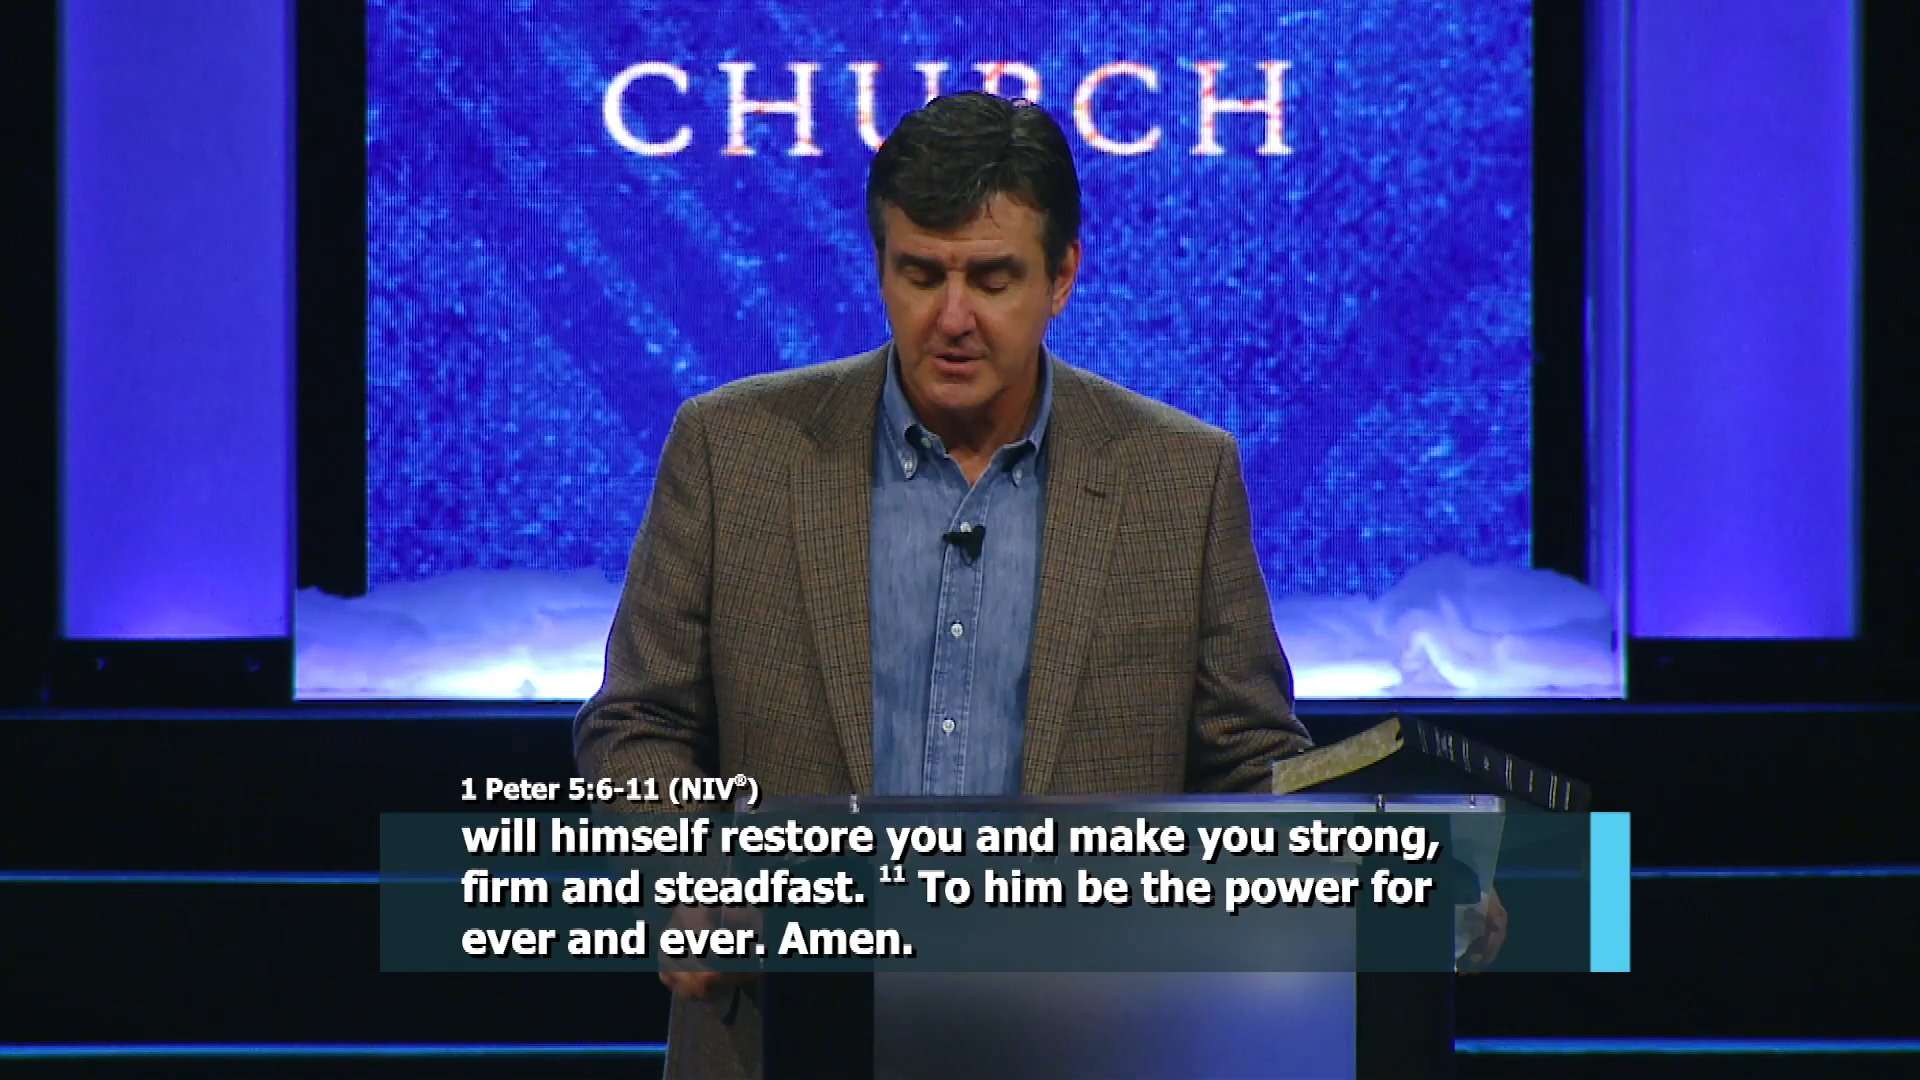 CHURCH
1 Peter 5:6-11 (NIV®)
will himself restore you and make you strong,
firm and steadfast. 11 To him be the power for
ever and ever. Amen.